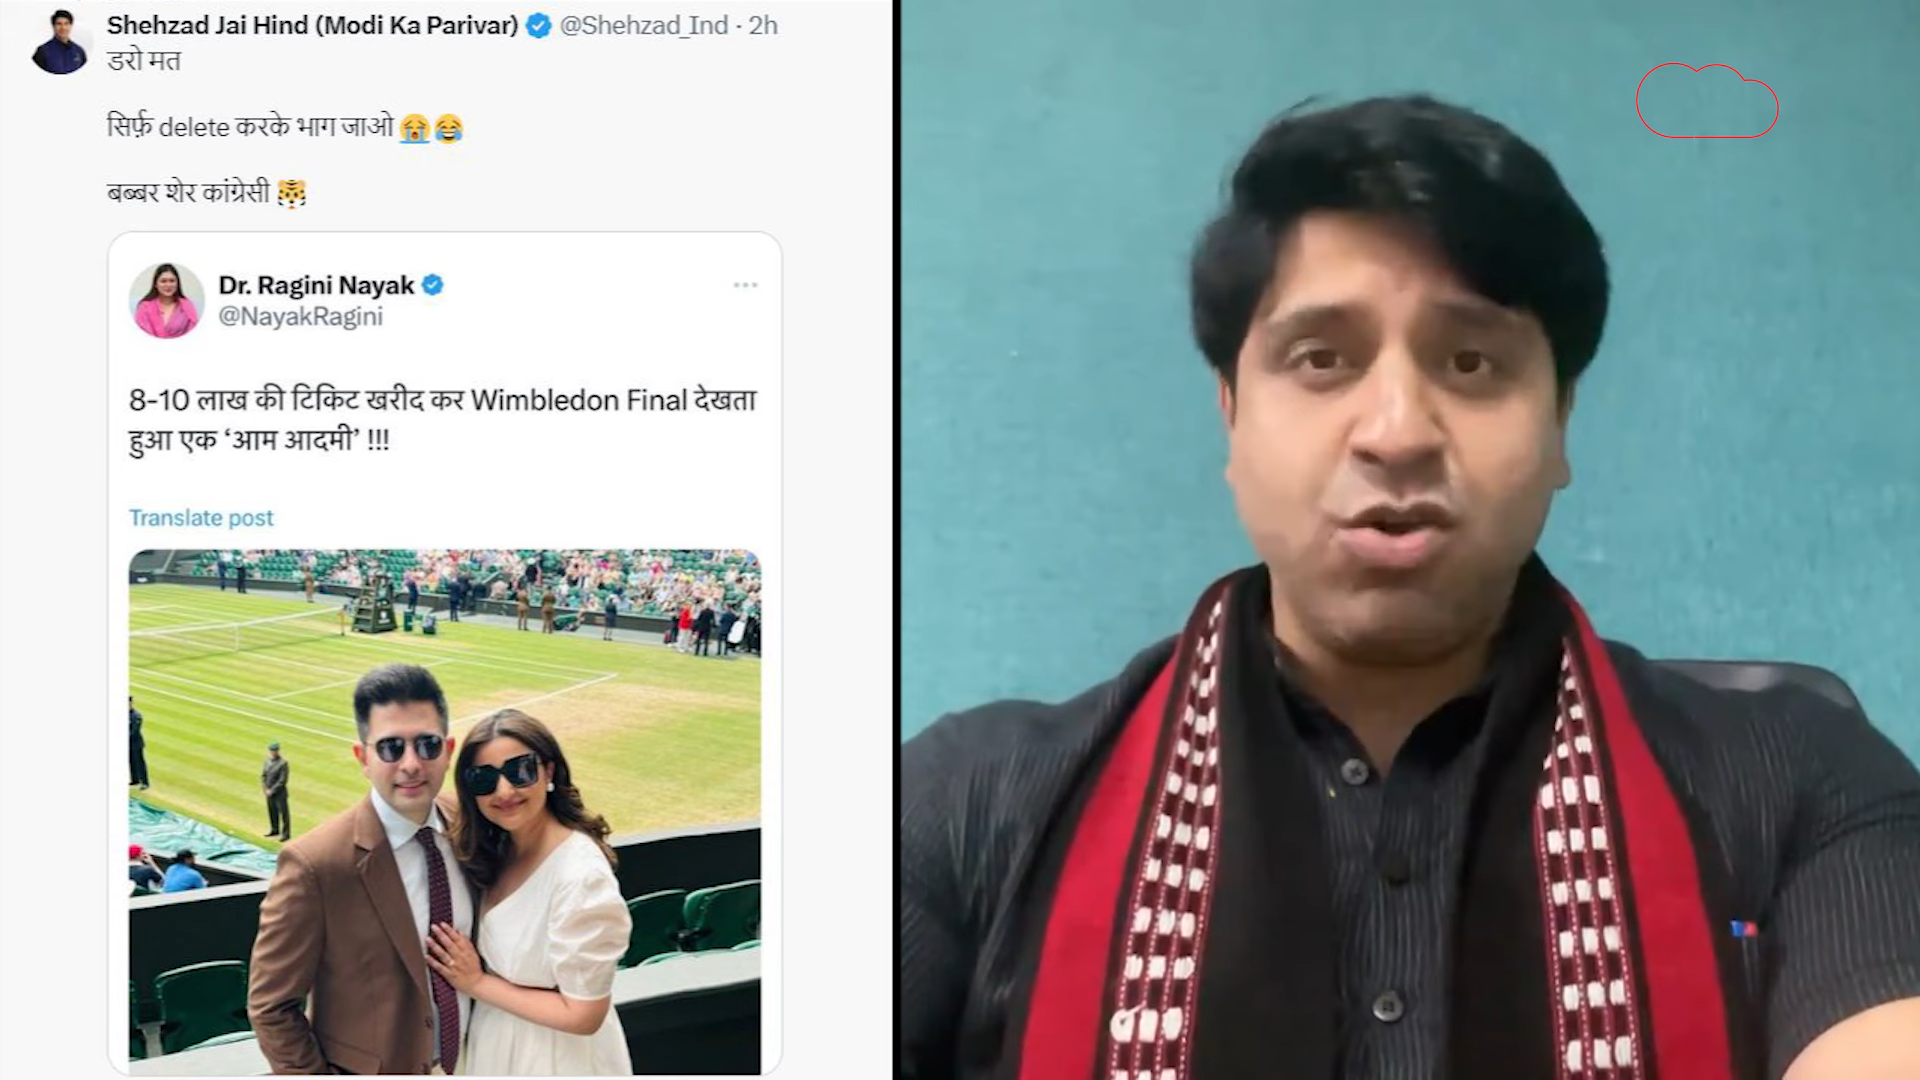 Shehzad Jai Hind (Modi Ka Parivar) @Shehzad_Ind · 2h
डरो मत
सिर्फ़ delete करके भाग जाओ😭😂
बब्बर शेर कांग्रेसी 🐯
Dr. Ragini Nayak
@NayakRagini
8-10 लाख की टिकिट खरीद कर Wimbledon Final देखता
हुआ एक ‘आम आदमी’ !!!
Translate post